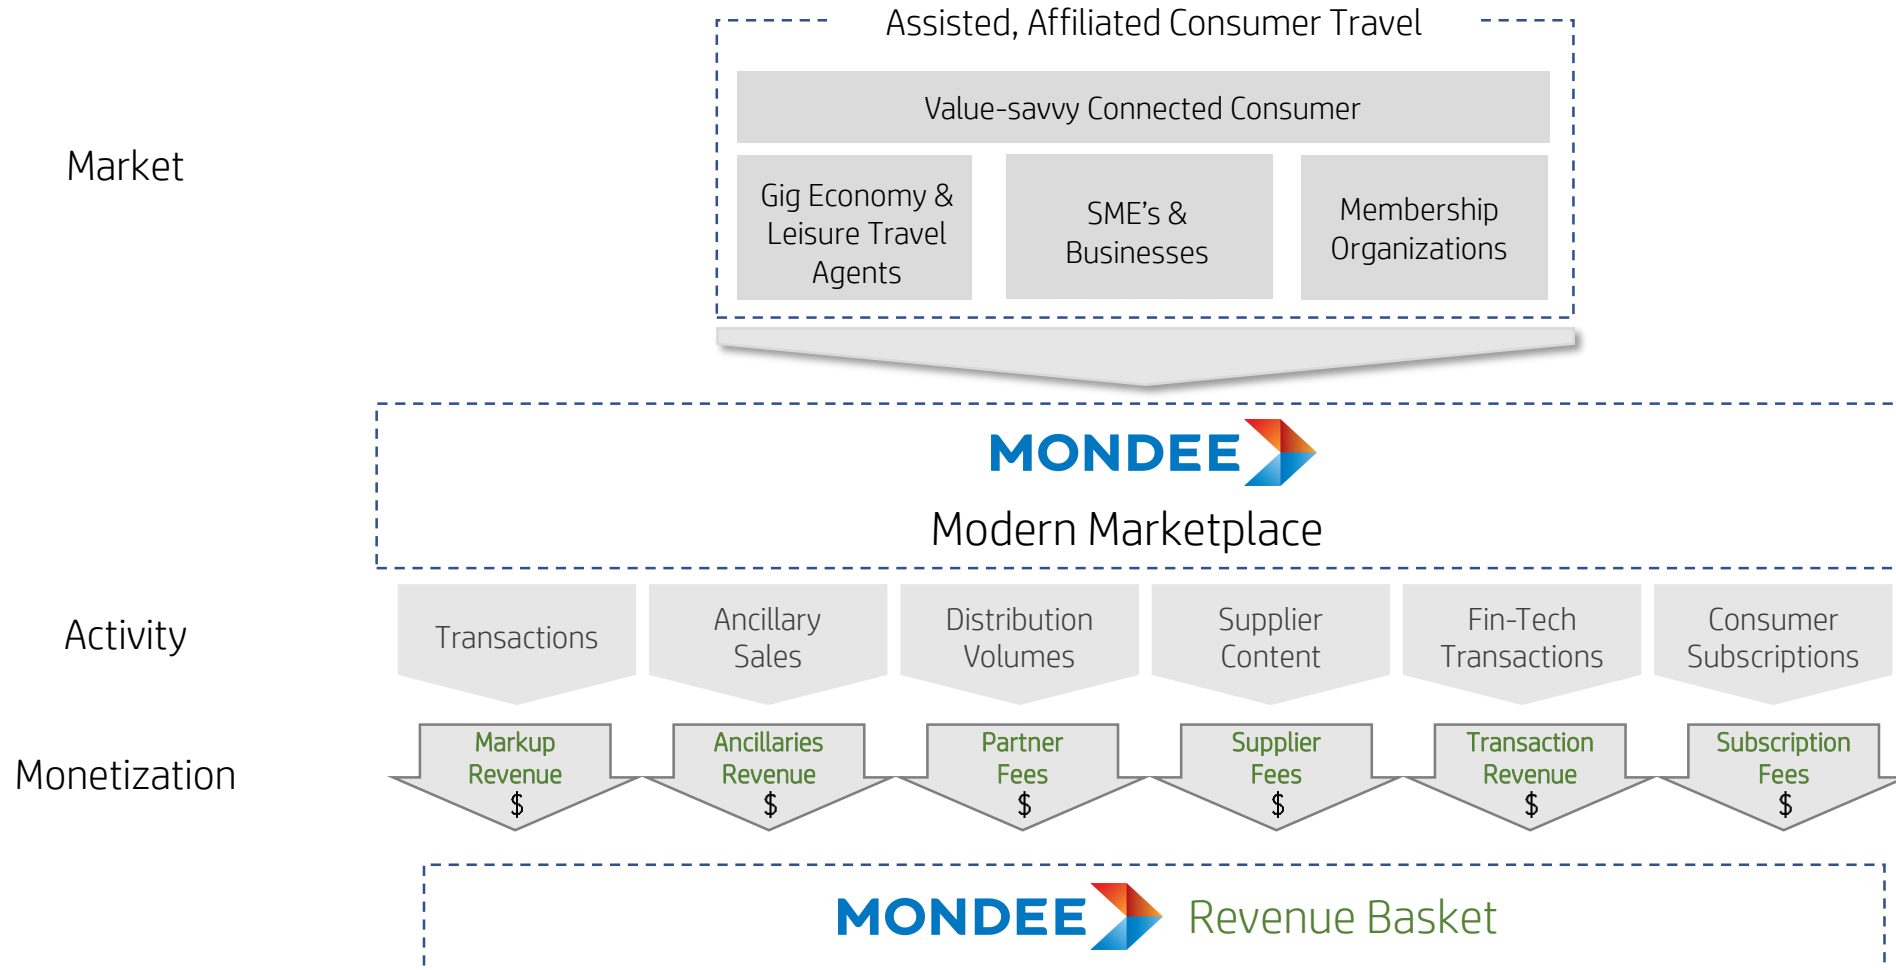 Assisted, Affiliated Consumer Travel
Market
Value-savvy Connected Consumer
Gig Economy &
Leisure Travel
Agents
SME's &
Businesses
Membership
Organizations
MONDEE
Modern Marketplace
Activity
Transactions
Ancillary
Sales
Distribution
Volumes
Supplier
Content
Fin-Tech
Transactions
Consumer
Subscriptions
Monetization
Markup
Revenue
$
Ancillaries
Revenue
$
Partner
Fees
$
Supplier
Fees
$
Transaction
Revenue
$
Subscription
Fees
$
MONDEE Revenue Basket